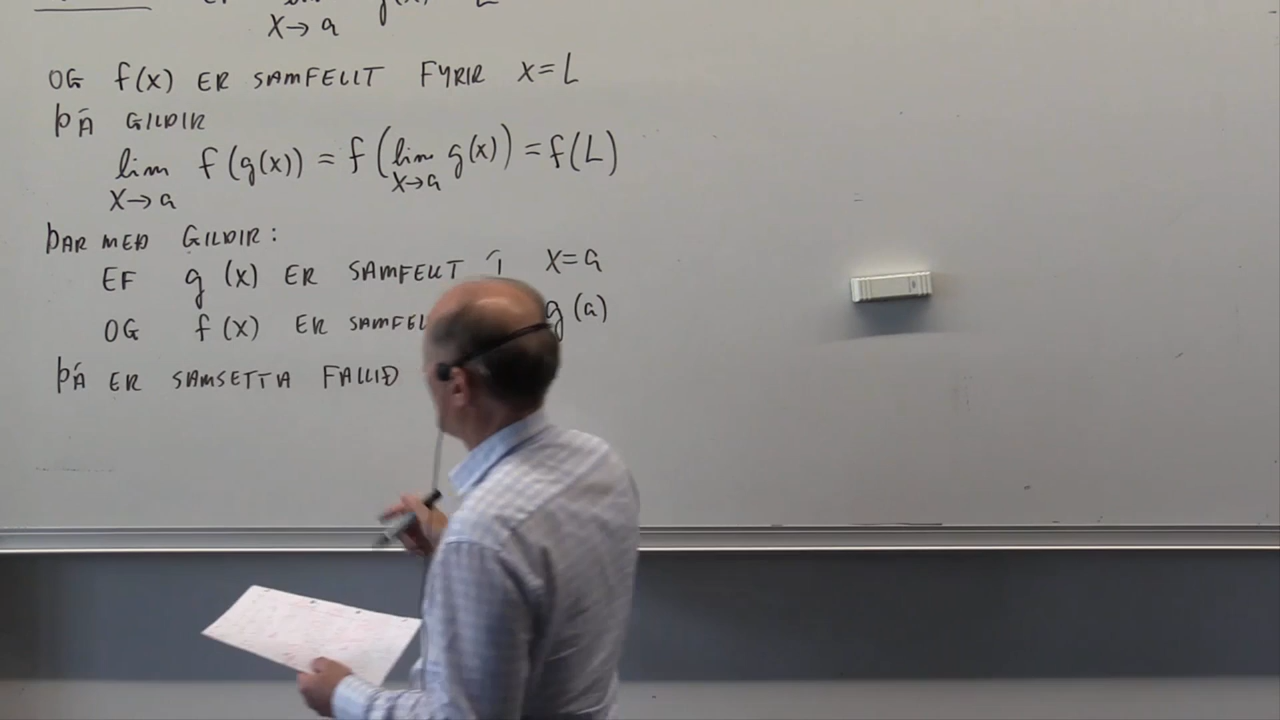 X→a
OG f(x) ER SAMFELLT FYRIR x=L
ÞÁ GILDIR
lim f(g(x)) = f(lim g(x)) = f(L)
X→a X→a
ÞAR MEÐ GILDIR:
EF g(x) ER SAMFELLT Í X=a
OG f(x) ER SAMFEL g(a)
ÞÁ ER SAMSETTA FALLIÐ